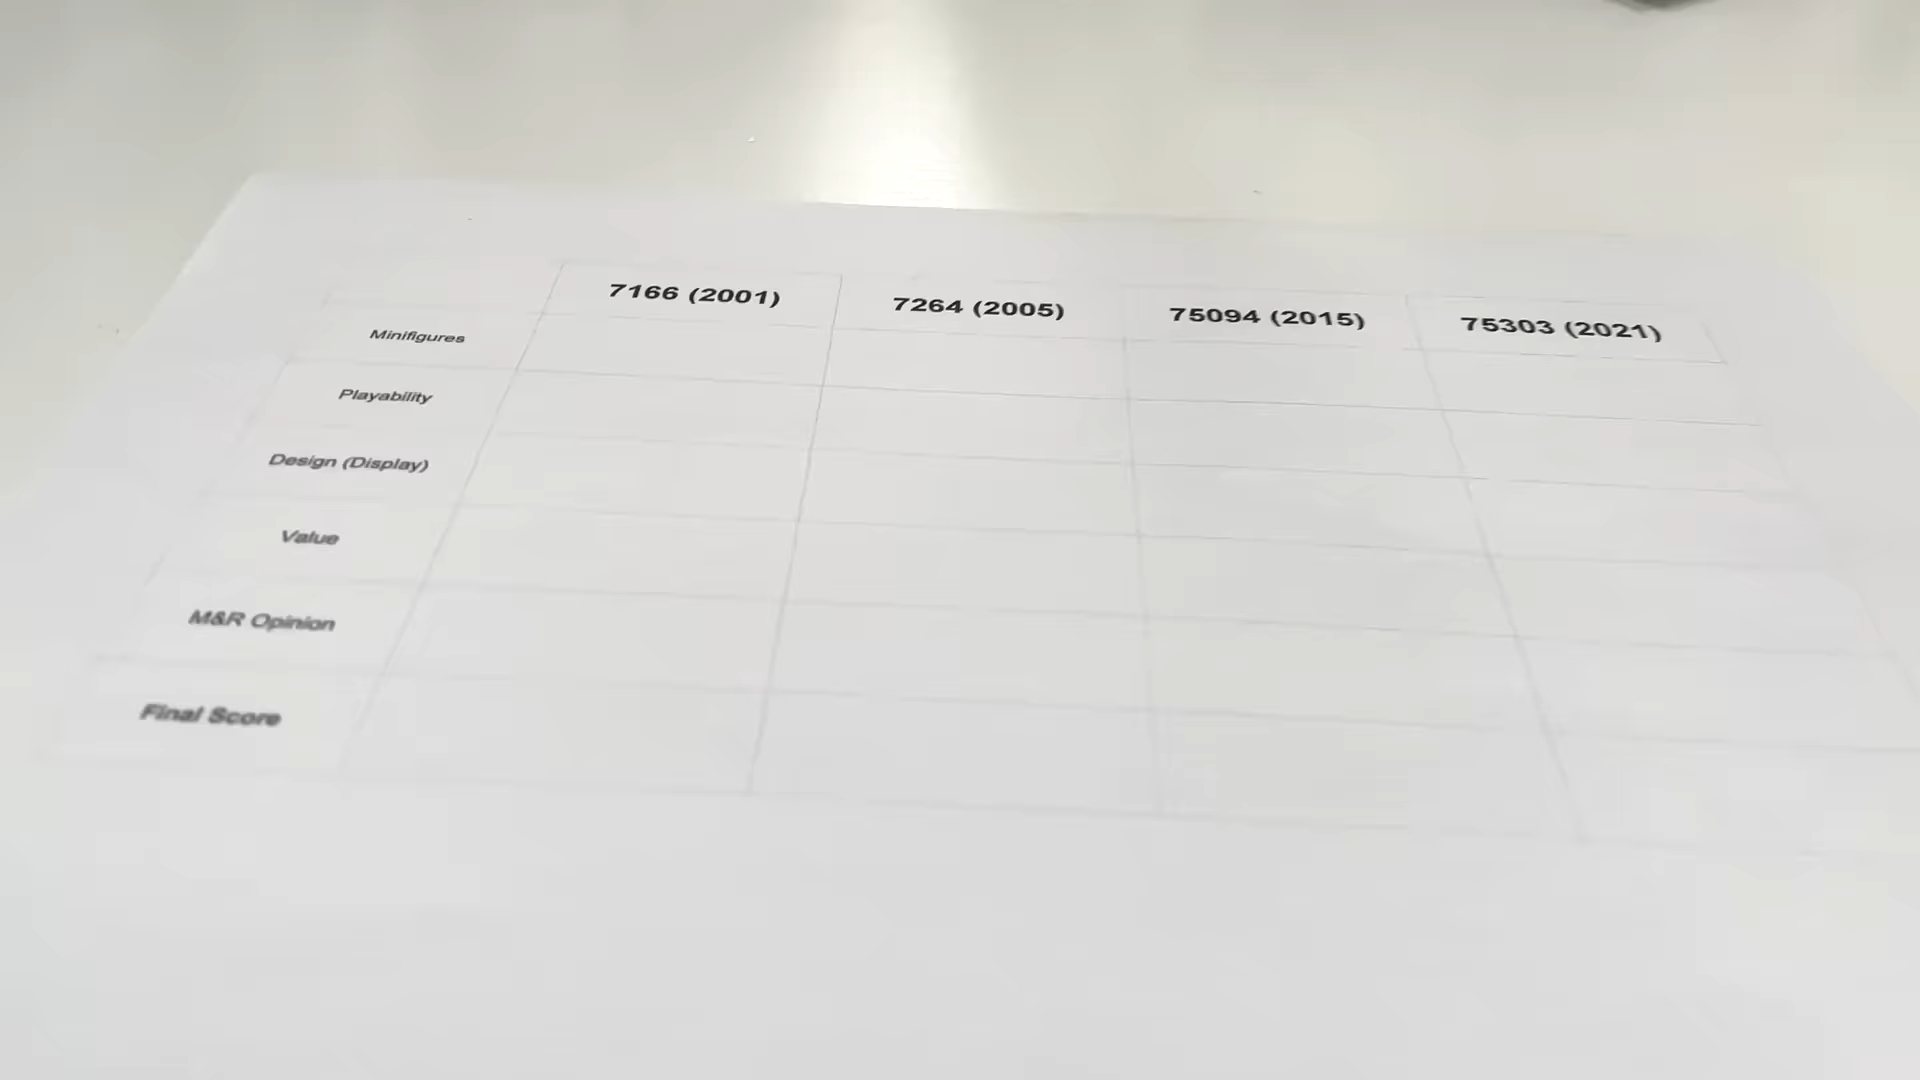 7166 (2001) 7264 (2005) 75094 (2015) 75303 (2021)
Minifigures
Playability
Design (Display)
Value
M&R Opinion
Final Score